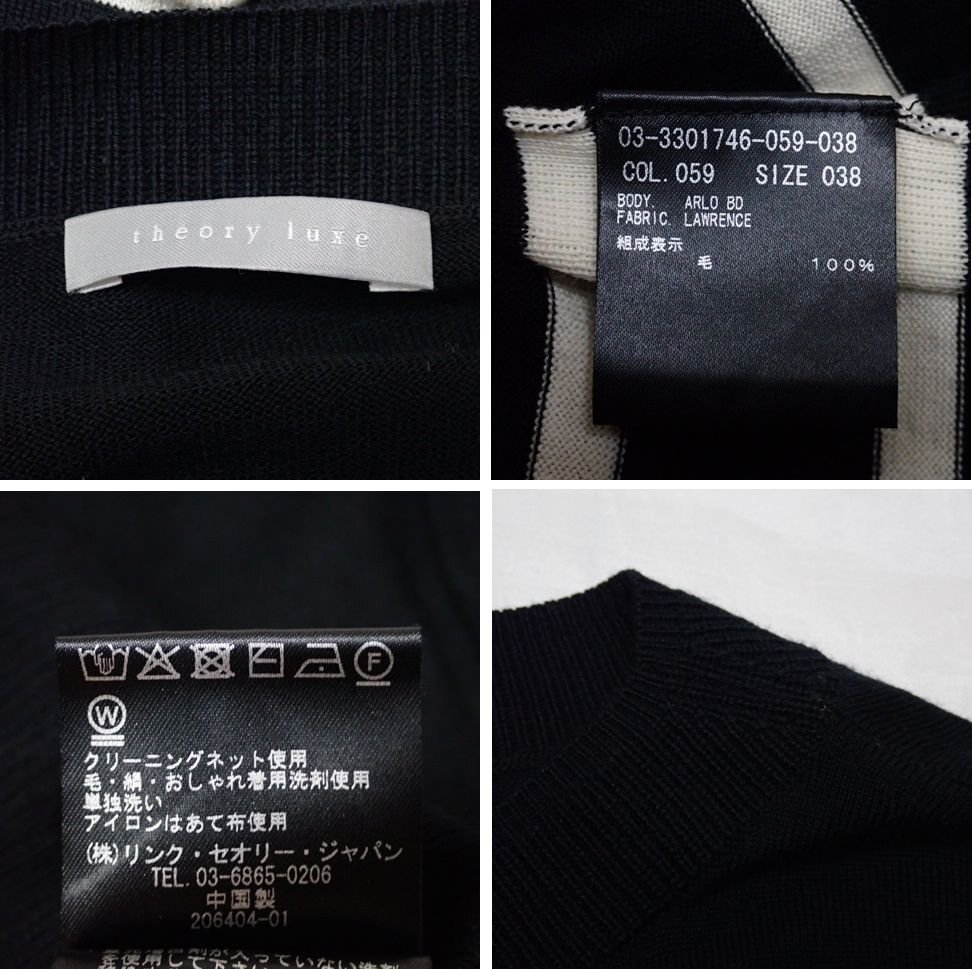 theory luxe
03-3301746-059-038
COL. 059 SIZE 038
BODY. ARLO BD
FABRIC. LAWRENCE
組成表示
毛 100%
F
W
クリーニングネット使用
毛・絹・おしゃれ着用洗剤使用
単独洗い
アイロンはあて布使用
(株)リンク・セオリー・ジャパン
TEL. 03-6865-0206
中国製
206404-01